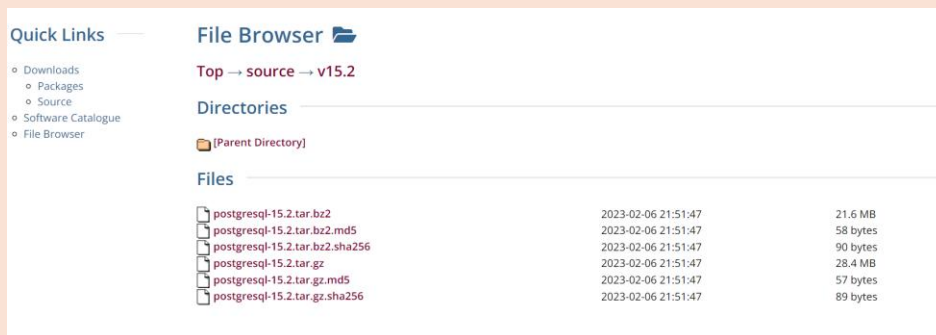 Quick Links
Downloads
Packages
Source
Software Catalogue
File Browser
File Browser
Top → source → v15.2
Directories
[Parent Directory]
Files
postgresql-15.2.tar.bz2 2023-02-06 21:51:47 21.6 MB
postgresql-15.2.tar.bz2.md5 2023-02-06 21:51:47 58 bytes
postgresql-15.2.tar.bz2.sha256 2023-02-06 21:51:47 90 bytes
postgresql-15.2.tar.gz 2023-02-06 21:51:47 28.4 MB
postgresql-15.2.tar.gz.md5 2023-02-06 21:51:47 57 bytes
postgresql-15.2.tar.gz.sha256 2023-02-06 21:51:47 89 bytes